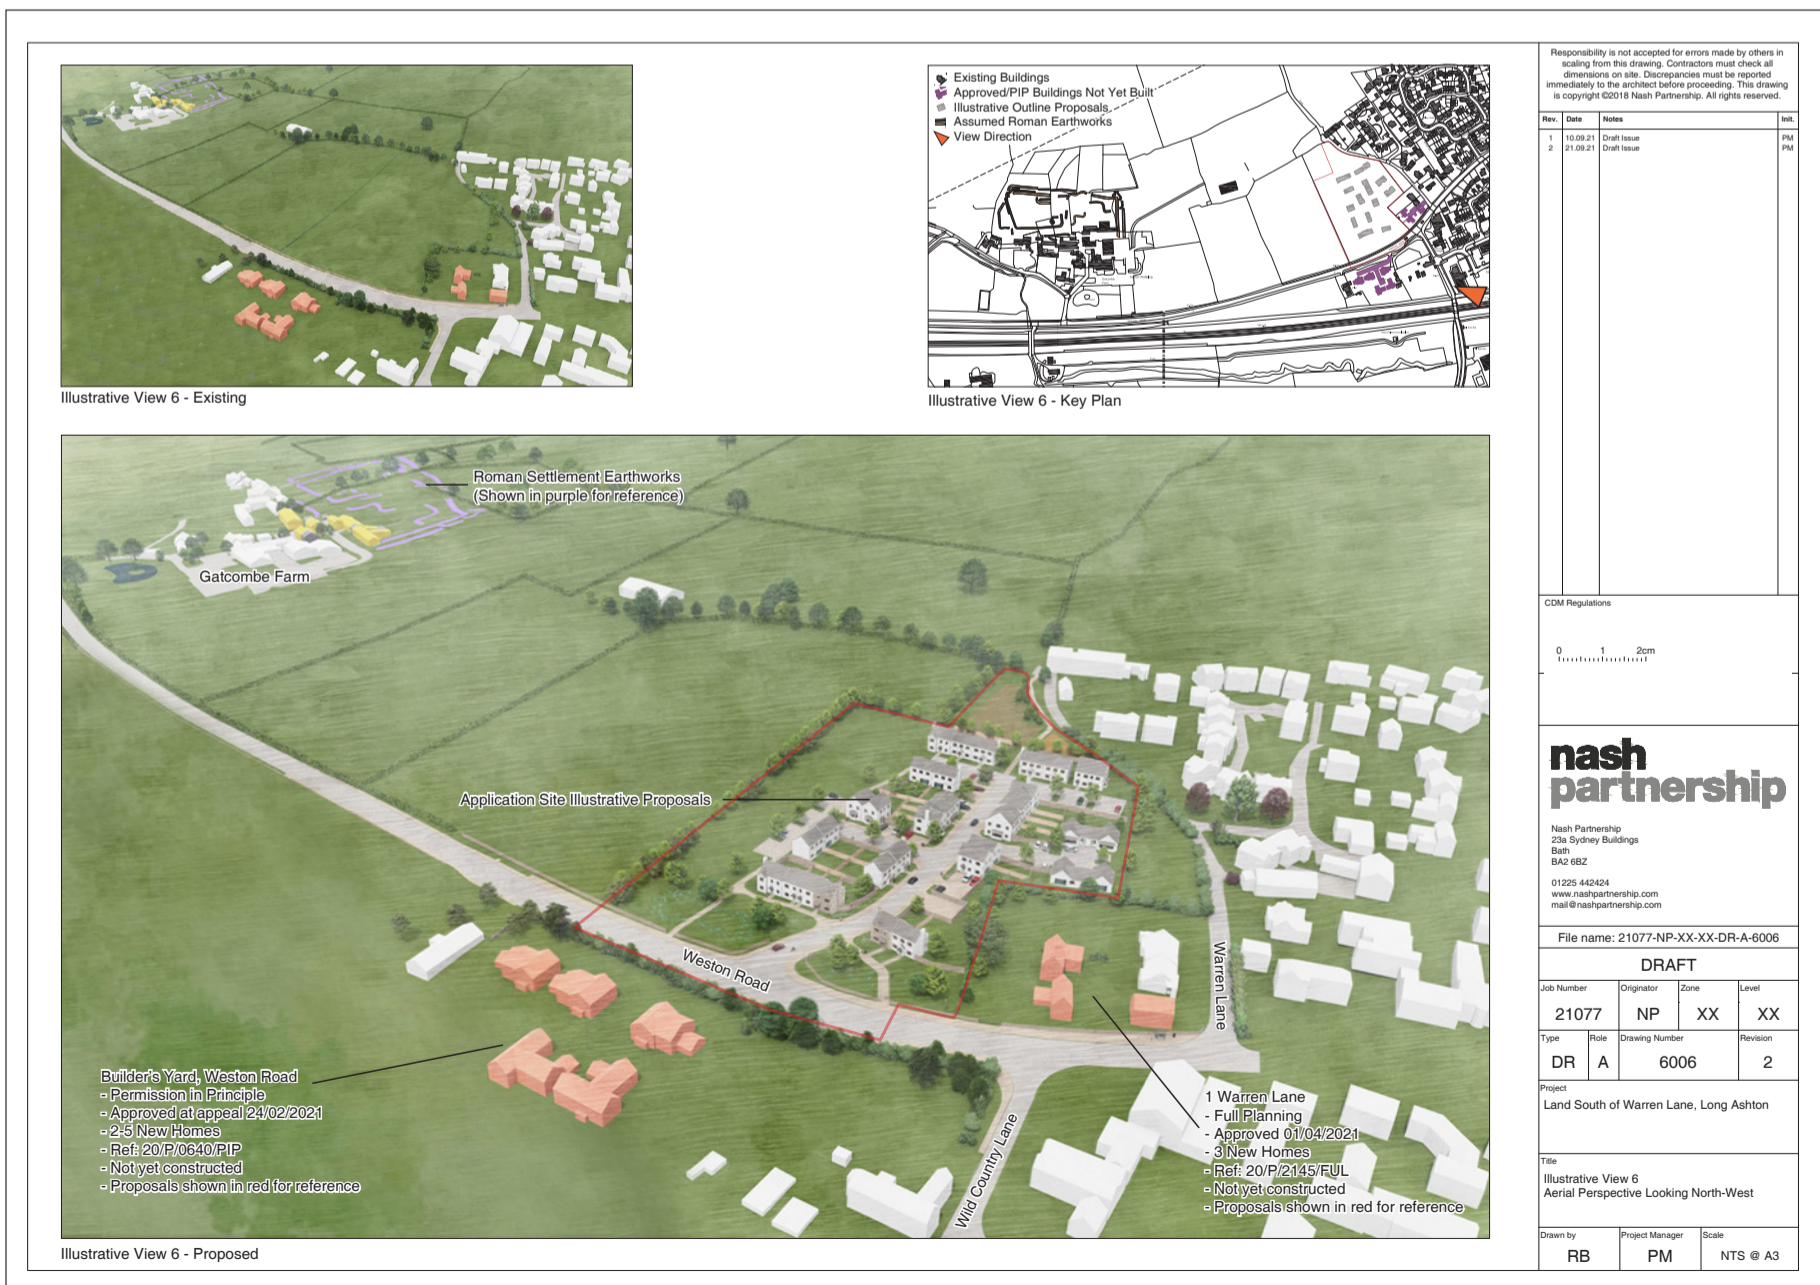 Existing Buildings
Approved/PIP Buildings Not Yet Built
Illustrative Outline Proposals
Assumed Roman Earthworks
View Direction
Illustrative View 6 - Existing
Illustrative View 6 - Key Plan
Roman Settlement Earthworks
(Shown in purple for reference)
Gatcombe Farm
Application Site Illustrative Proposals
Weston Road
Warren Lane
Wild Country Lane
Builder's Yard, Weston Road
- Permission in Principle
- Approved at appeal 24/02/2021
- 2-5 New Homes
- Ref: 20/P/0640/PIP
- Not yet constructed
- Proposals shown in red for reference
1 Warren Lane
- Full Planning
- Approved 01/04/2021
- 3 New Homes
- Ref: 20/P/2145/FUL
- Not yet constructed
- Proposals shown in red for reference
Illustrative View 6 - Proposed
Responsibility is not accepted for errors made by others in
scaling from this drawing. Contractors must check all
dimensions on site. Discrepancies must be reported
immediately to the architect before proceeding. This drawing
is copyright ©2018 Nash Partnership. All rights reserved.
Rev. Date Notes Init.
1 10.09.21 Draft Issue PM
2 21.09.21 Draft Issue PM
CDM Regulations
0 1 2cm
nash
partnership
Nash Partnership
23a Sydney Buildings
Bath
BA2 6BZ
01225 442424
www.nashpartnership.com
mail@nashpartnership.com
File name: 21077-NP-XX-XX-DR-A-6006
DRAFT
Job Number Originator Zone Level
21077 NP XX XX
Type Role Drawing Number Revision
DR A 6006 2
Project
Land South of Warren Lane, Long Ashton
Title
Illustrative View 6
Aerial Perspective Looking North-West
Drawn by Project Manager Scale
RB PM NTS @ A3